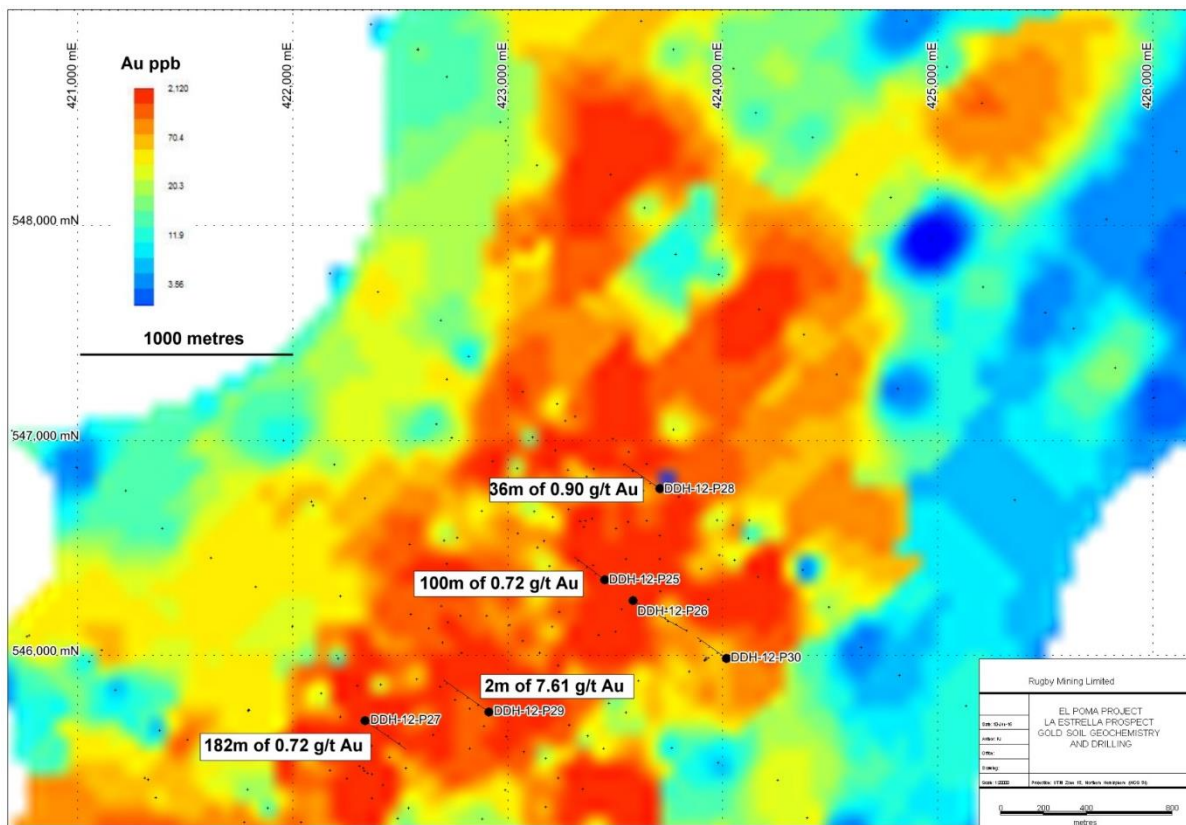 Au ppb
2,120
70.4
20.3
11.9
3.56
421,000 mE
422,000 mE
423,000 mE
424,000 mE
425,000 mE
426,000 mE
548,000 mN
1000 metres
547,000 mN
36m of 0.90 g/t Au
DDH-12-P28
100m of 0.72 g/t Au
DDH-12-P25
DDH-12-P26
546,000 mN
DDH-12-P30
2m of 7.61 g/t Au
DDH-12-P29
DDH-12-P27
182m of 0.72 g/t Au
Rugby Mining Limited
EL POMA PROJECT
LA ESTRELLA PROSPECT
GOLD SOIL GEOCHEMISTRY
AND DRILLING
0 200 400 800
metres